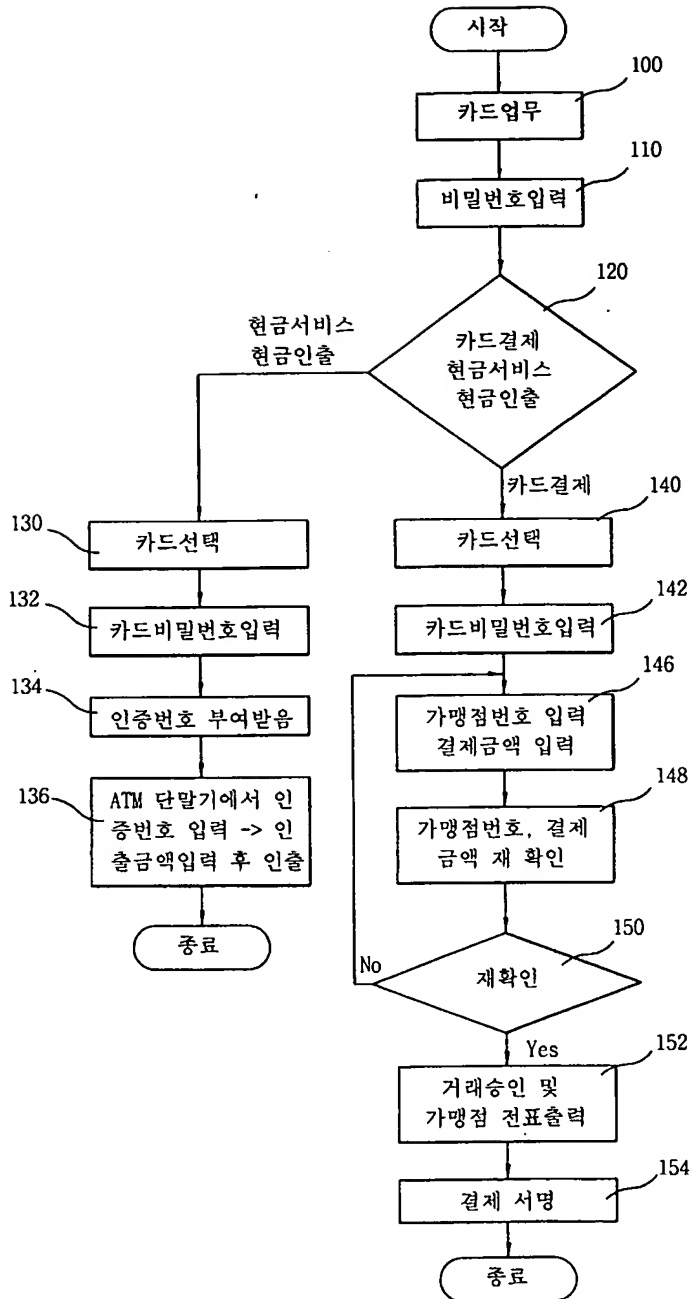 시작
100
카드업무
110
비밀번호입력
120
카드결제
현금서비스
현금인출
현금서비스
현금인출
카드결제
130
카드선택
132
카드비밀번호입력
134
인증번호 부여받음
136
ATM 단말기에서 인
증번호 입력 -> 인
출금액입력 후 인출
종료
140
카드선택
142
카드비밀번호입력
146
가맹점번호 입력
결제금액 입력
148
가맹점번호, 결제
금액 재 확인
150
재확인
No
Yes
152
거래승인 및
가맹점 전표출력
154
결제 서명
종료